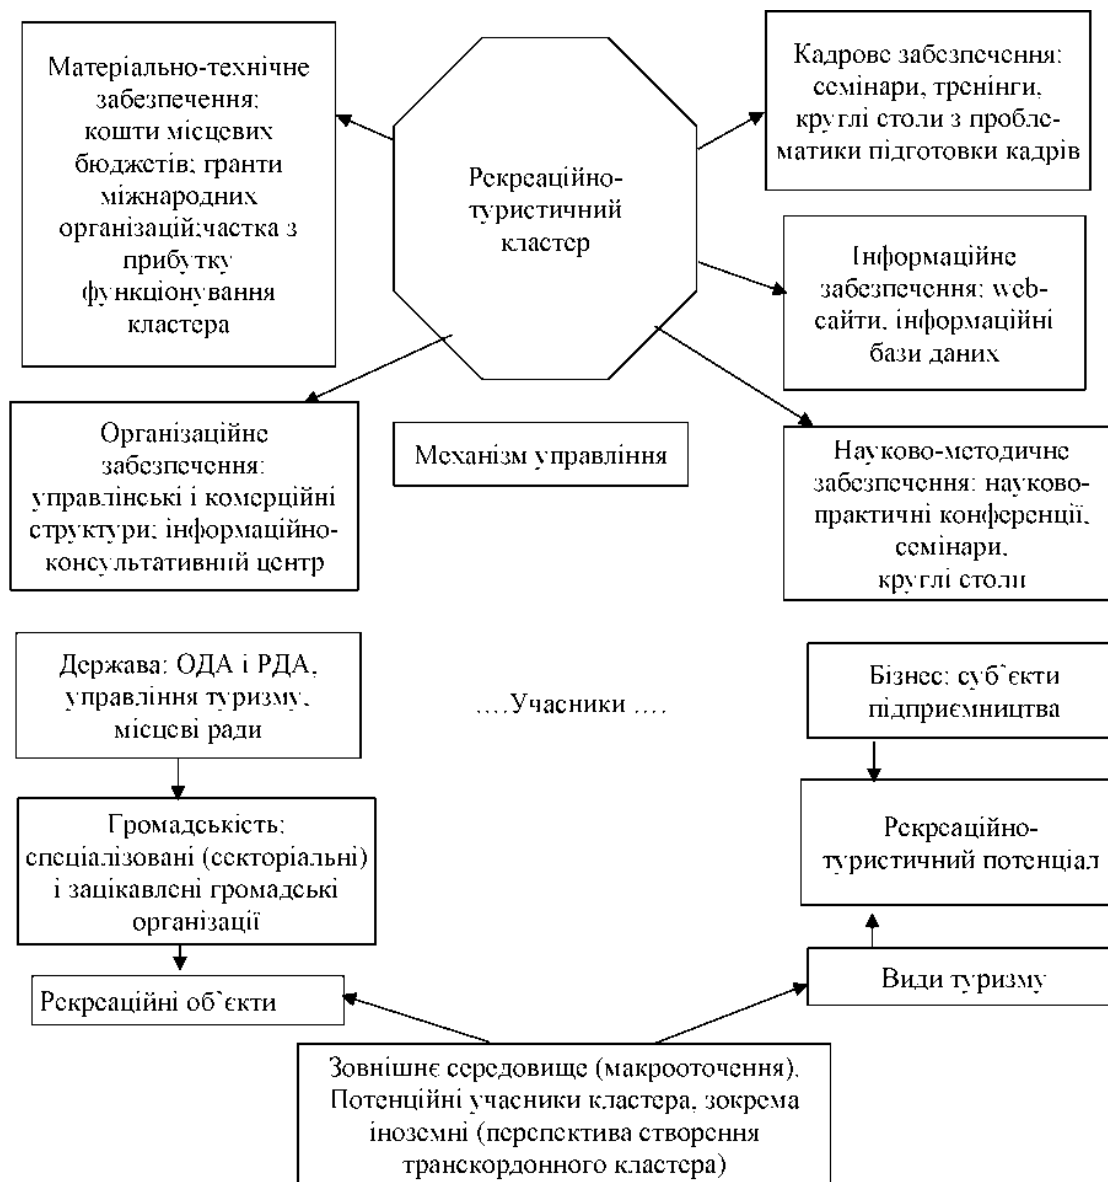 Матеріально-технічне
забезпечення:
кошти місцевих
бюджетів; гранти
міжнародних
організацій;частка з
прибутку
функціонування
кластера
Рекреаційно-
туристичний
кластер
Кадрове забезпечення:
семінари, тренінги,
круглі столи з пробле-
матики підготовки кадрів
Інформаційне
забезпечення: web-
сайти, інформаційні
бази даних
Організаційне
забезпечення:
управлінські і комерційні
структури; інформаційно-
консультативний центр
Механізм управління
Науково-методичне
забезпечення: науково-
практичні конференції,
семінари,
круглі столи
Держава: ОДА і РДА,
управління туризму,
місцеві ради
....Учасники ....
Бізнес: суб`єкти
підприємництва
Громадськість:
спеціалізовані (секторіальні)
і зацікавлені громадські
організації
Рекреаційно-
туристичний потенціал
Рекреаційні об`єкти
Види туризму
Зовнішнє середовище (макрооточення).
Потенційні учасники кластера, зокрема
іноземні (перспектива створення
транскордонного кластера)